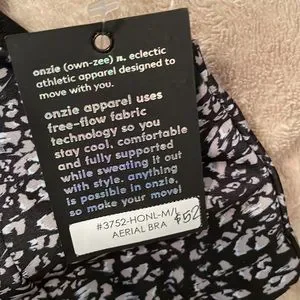 onzie (own-zee) n. eclectic
athletic apparel designed to
move with you.
onzie apparel uses
free-flow fabric
technology so you
stay cool, comfortable
and fully supported
while sweating it out
with style. anything
is possible in onzie,
so make your move!
#3752-HONL-M/L
AERIAL BRA $52